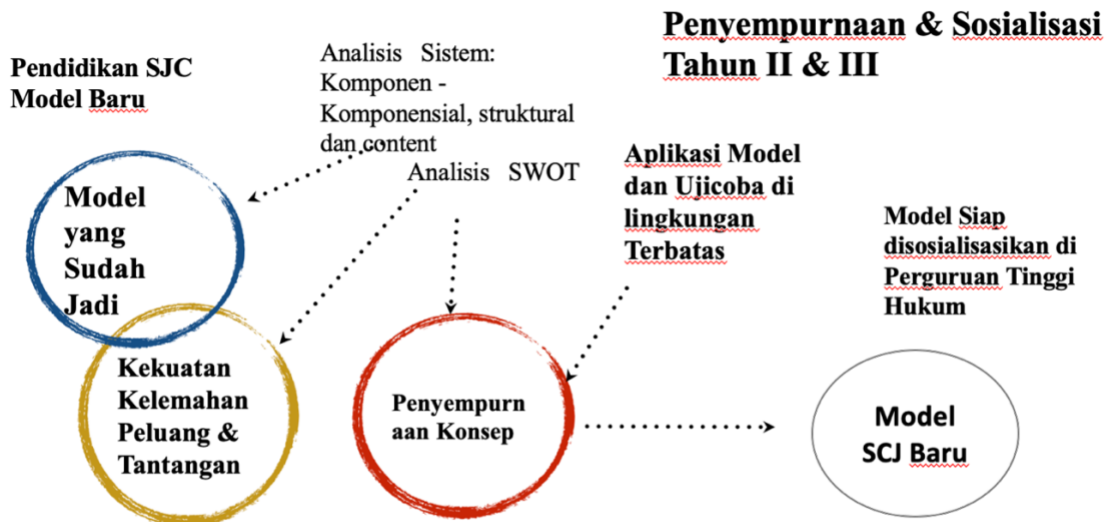 Penyempurnaan & Sosialisasi
Tahun II & III
Pendidikan SJC
Model Baru
Analisis Sistem:
Komponen -
Komponensial, struktural
dan content
Analisis SWOT
Aplikasi Model
dan Ujicoba di
lingkungan
Terbatas
Model Siap
disosialisasikan di
Perguruan Tinggi
Hukum
Model
yang
Sudah
Jadi
Kekuatan
Kelemahan
Peluang &
Tantangan
Penyempurn
aan Konsep
Model
SCJ Baru